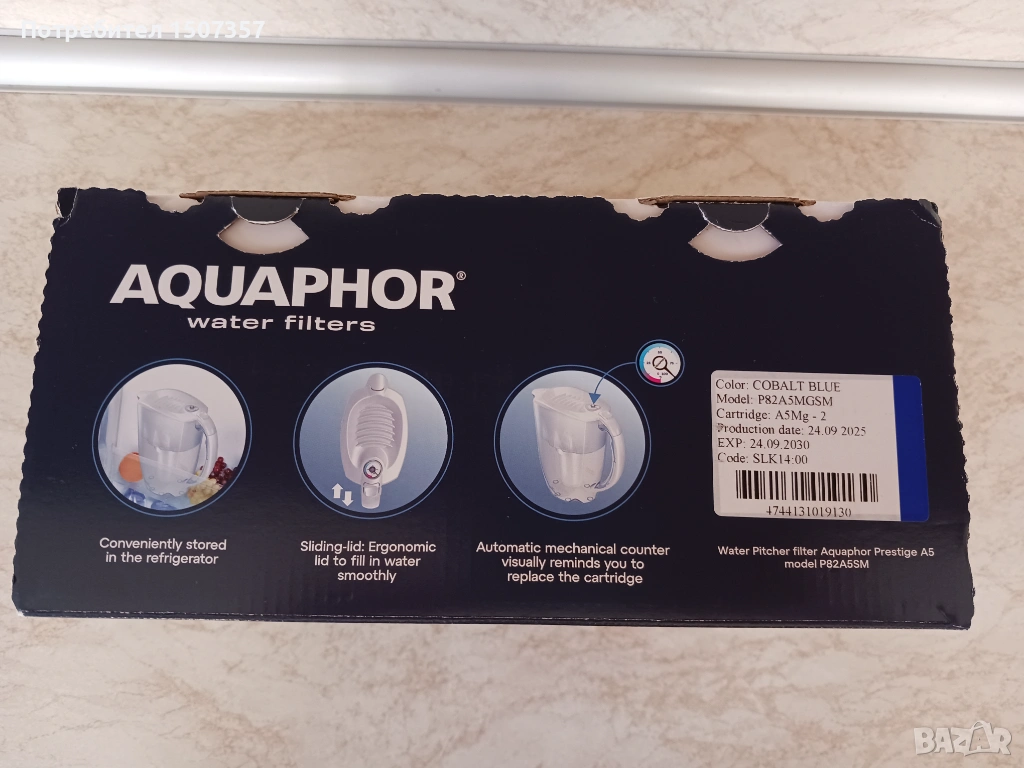 потребител 1507357
AQUAPHOR®
water filters
Conveniently stored
in the refrigerator
Sliding-lid: Ergonomic
lid to fill in water
smoothly
Automatic mechanical counter
visually reminds you to
replace the cartridge
Color: COBALT BLUE
Model: P82A5MGSM
Cartridge: A5Mg - 2
Production date: 24.09 2025
EXP: 24.09.2030
Code: SLK14:00
4744131019130
Water Pitcher filter Aquaphor Prestige A5
model P82A5SM
BAZAR